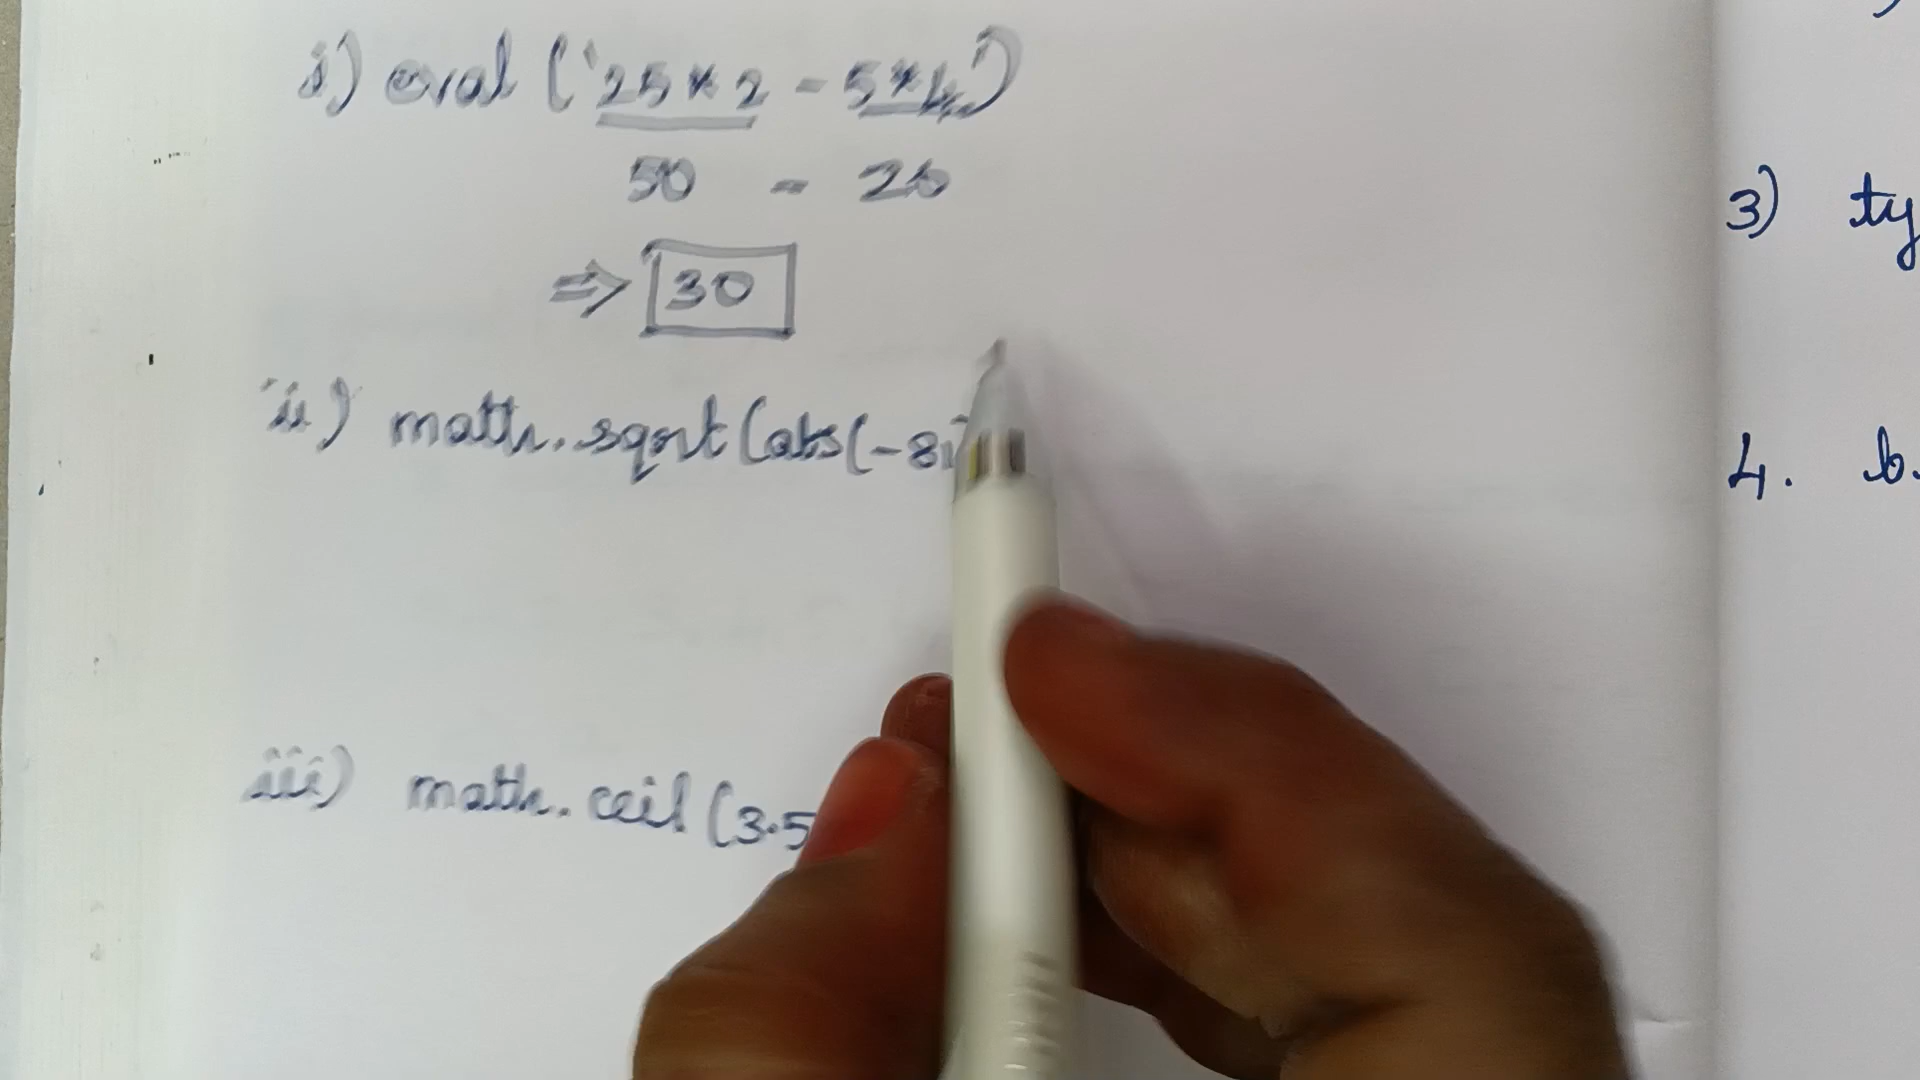 i) eval ('25*2 - 5*4')
50 - 20
⇒ 30
ii) math.sqrt (abs(-81
iii) math.ceil (3.5
3) ty
4. b.